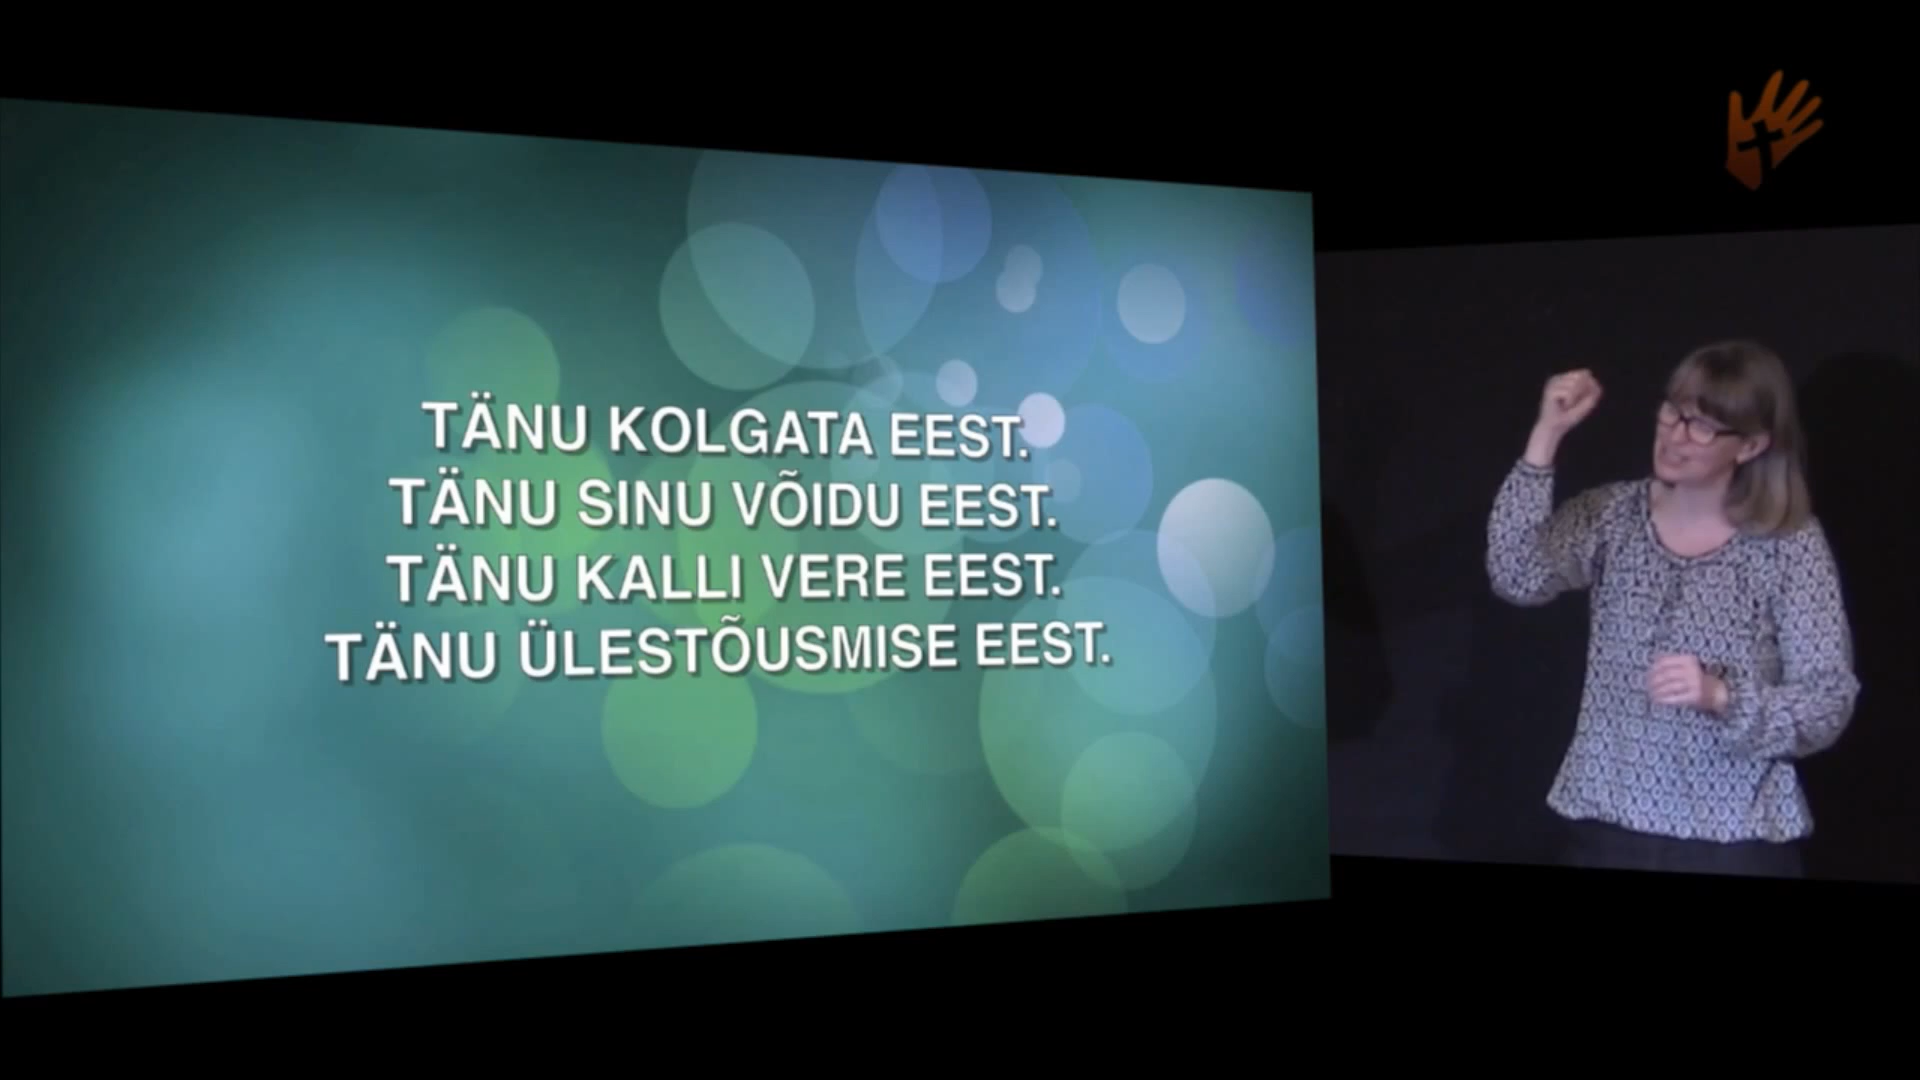 TÄNU KOLGATA EEST.
TÄNU SINU VÕIDU EEST.
TÄNU KALLI VERE EEST.
TÄNU ÜLESTÕUSMISE EEST.